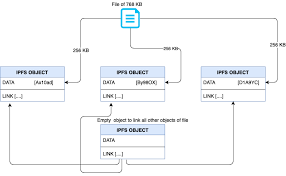 File of 768 KB
256 KB
256 KB
256 KB
IPFS OBJECT
DATA
LINK [....]
IPFS OBJECT
DATA
LINK [....]
IPFS OBJECT
DATA [D1A9YC]
LINK [....]
Empty object to link all other objects of file
IPFS OBJECT
DATA
LINK [....]